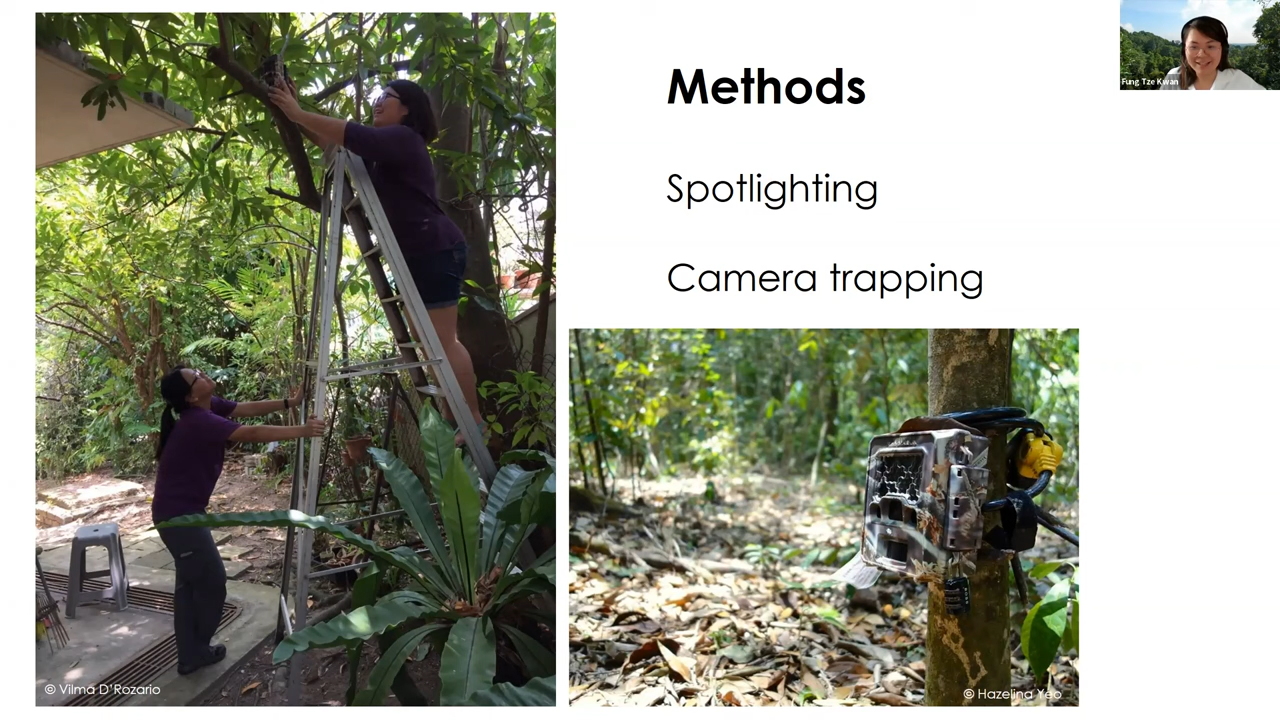 Methods
Fung Tze Kwan
Spotlighting
Camera trapping
© Vilma D'Rozario
© Hazelina Yeo